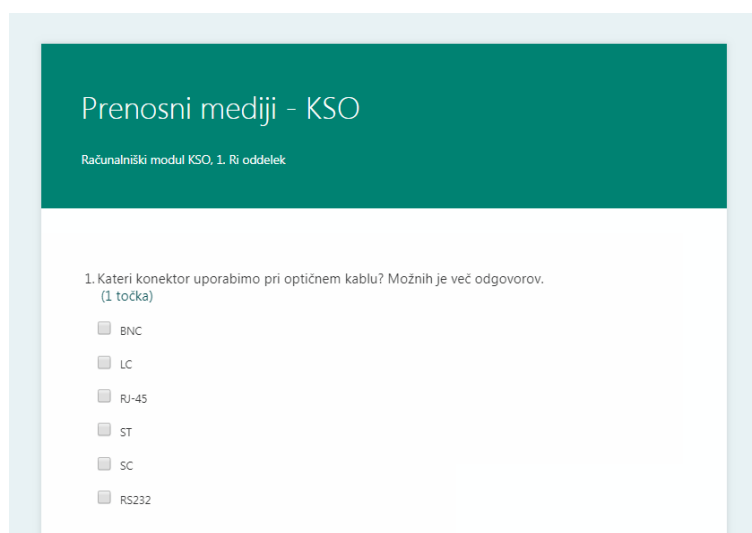 Prenosni mediji - KSO
Računalniški modul KSO, 1. Ri oddelek
1. Kateri konektor uporabimo pri optičnem kablu? Možnih je več odgovorov.
(1 točka)
BNC
LC
RJ-45
ST
SC
RS232